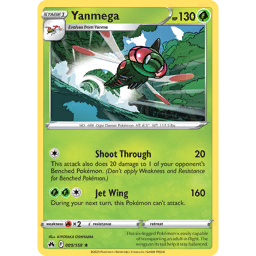 STAGE 1
Yanmega
HP 130
Evolves from Yanma
Shoot Through 20
This attack also does 20 damage to 1 of your opponent's
Benched Pokémon. (Don't apply Weakness and Resistance
for Benched Pokémon.)
Jet Wing 160
During your next turn, this Pokémon can't attack.
weakness ×2 resistance retreat
009/159 ★